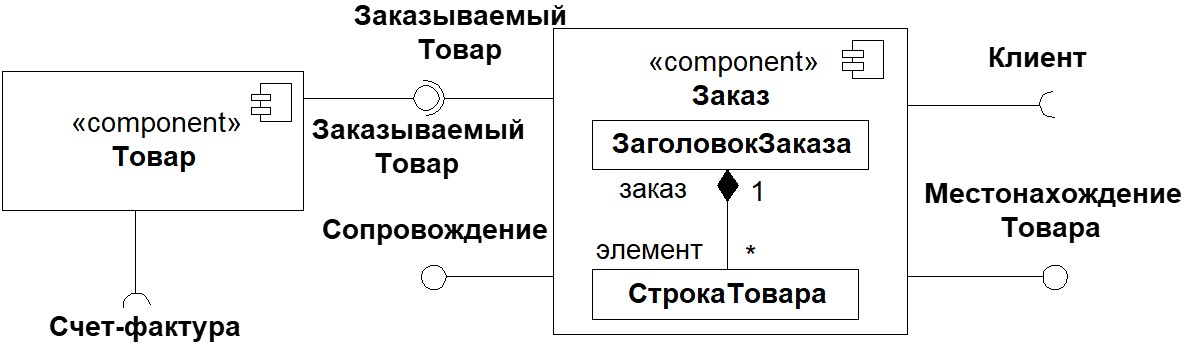 Заказываемый
Товар
«component»
Товар
Заказываемый
Товар
Счет-фактура
Сопровождение
«component»
Заказ
ЗаголовокЗаказа
заказ
1
элемент
*
СтрокаТовара
Клиент
Местонахождение
Товара